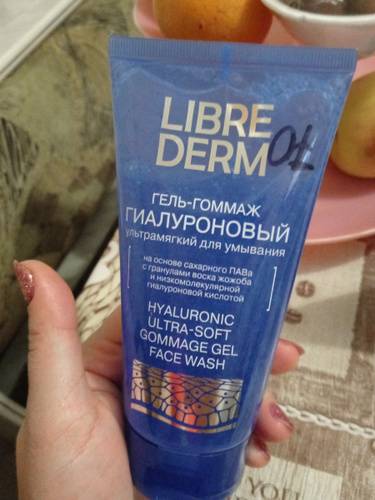 LIBRE
DERM
ГЕЛЬ-ГОММАЖ
ГИАЛУРОНОВЫЙ
ультрамягкий для умывания
на основе сахарного ПАВа
с гранулами воска жожоба
и низкомолекулярной
гиалуроновой кислотой
HYALURONIC
ULTRA-SOFT
GOMMAGE GEL
FACE WASH
YOU